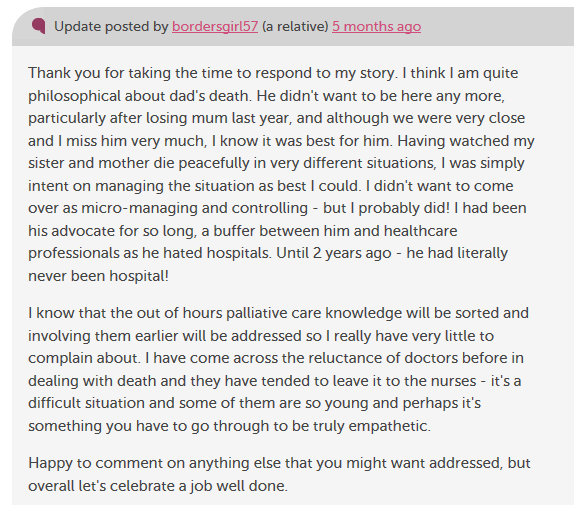 Update posted by bordersgirl57 (a relative) 5 months ago
Thank you for taking the time to respond to my story. I think I am quite
philosophical about dad's death. He didn't want to be here any more,
particularly after losing mum last year, and although we were very close
and I miss him very much, I know it was best for him. Having watched my
sister and mother die peacefully in very different situations, I was simply
intent on managing the situation as best I could. I didn't want to come
over as micro-managing and controlling - but I probably did! I had been
his advocate for so long, a buffer between him and healthcare
professionals as he hated hospitals. Until 2 years ago - he had literally
never been hospital!
I know that the out of hours palliative care knowledge will be sorted and
involving them earlier will be addressed so I really have very little to
complain about. I have come across the reluctance of doctors before in
dealing with death and they have tended to leave it to the nurses - it's a
difficult situation and some of them are so young and perhaps it's
something you have to go through to be truly empathetic.
Happy to comment on anything else that you might want addressed, but
overall let's celebrate a job well done.